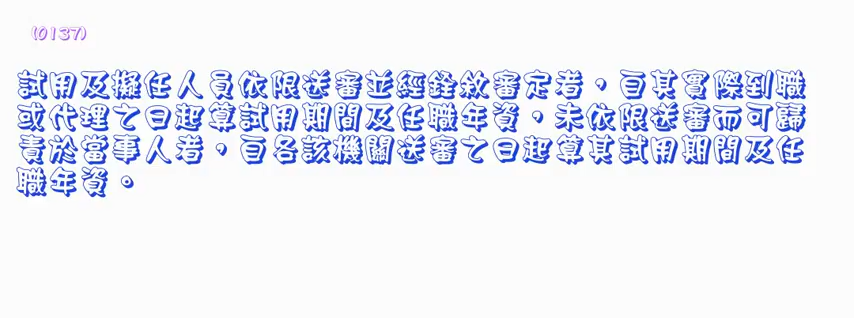 (0137)
試用及擬任人員依限送審並經銓敘審定者，自其實際到職
或代理之日起算試用期間及任職年資，未依限送審而可歸
責於當事人者，自各該機關送審之日起算其試用期間及任
職年資。